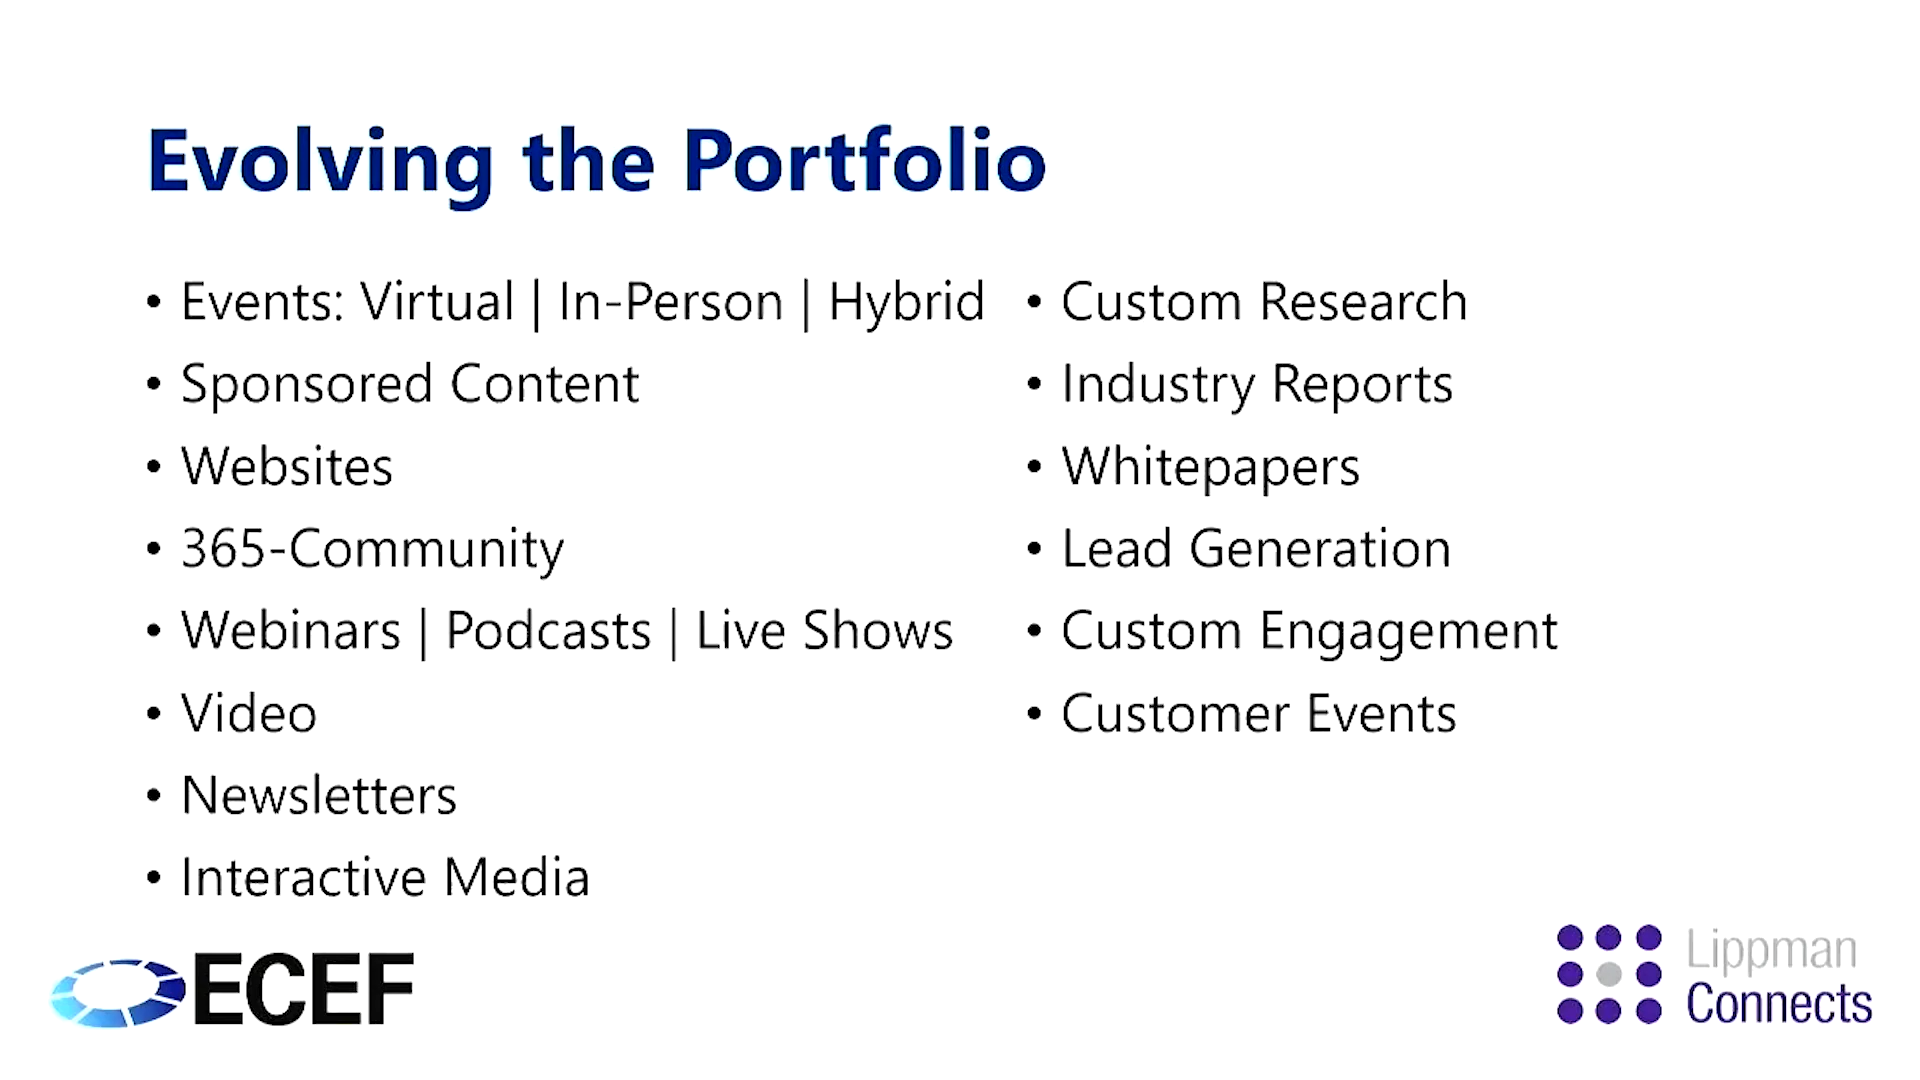 Evolving the Portfolio
• Events: Virtual | In-Person | Hybrid
• Sponsored Content
• Websites
• 365-Community
• Webinars | Podcasts | Live Shows
• Video
• Newsletters
• Interactive Media
• Custom Research
• Industry Reports
• Whitepapers
• Lead Generation
• Custom Engagement
• Customer Events
ECEF
Lippman
Connects